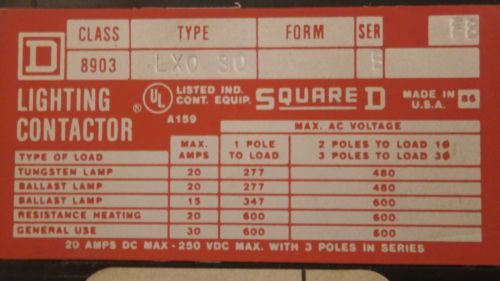 CLASS TYPE FORM SER
D 8903 LXO 30 E
LIGHTING CONTACTOR
® UL LISTED IND. CONT. EQUIP.
A159
SQUARE D
MADE IN U.S.A. 06
MAX. AC VOLTAGE
TYPE OF LOAD MAX. AMPS 1 POLE TO LOAD 2 POLES TO LOAD 1Ø 3 POLES TO LOAD 3Ø
TUNGSTEN LAMP 20 277 480
BALLAST LAMP 20 277 480
BALLAST LAMP 15 347 600
RESISTANCE HEATING 20 600 600
GENERAL USE 30 600 600
20 AMPS DC MAX - 250 VDC MAX. WITH 3 POLES IN SERIES